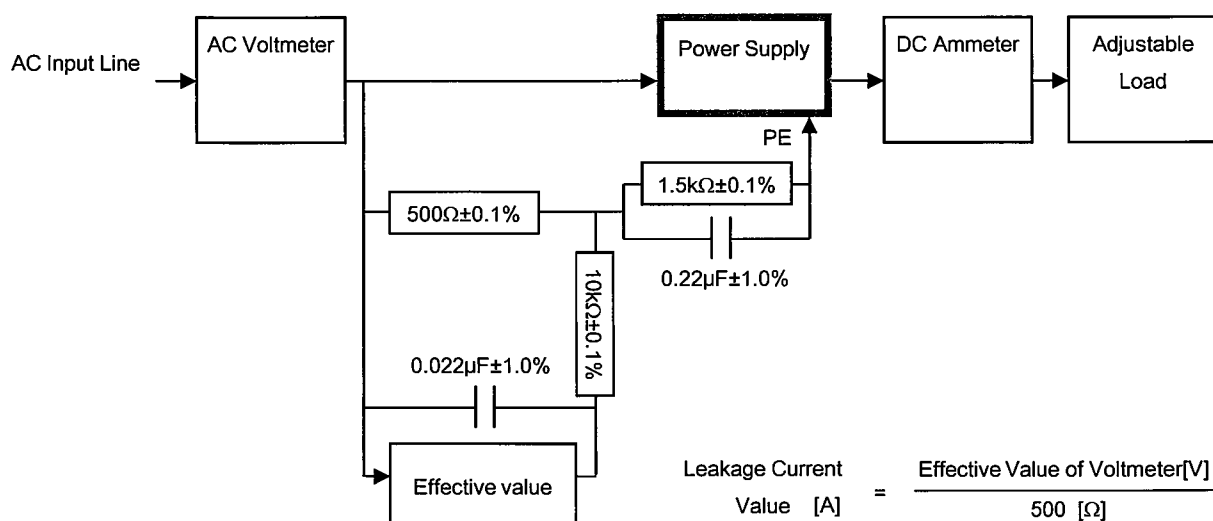 AC Input Line
AC Voltmeter
Power Supply
DC Ammeter
Adjustable
Load
PE
500Ω±0.1%
1.5kΩ±0.1%
0.22μF±1.0%
10kΩ±0.1%
0.022μF±1.0%
Effective value
Leakage Current
Value [A]
=
Effective Value of Voltmeter[V]
500 [Ω]